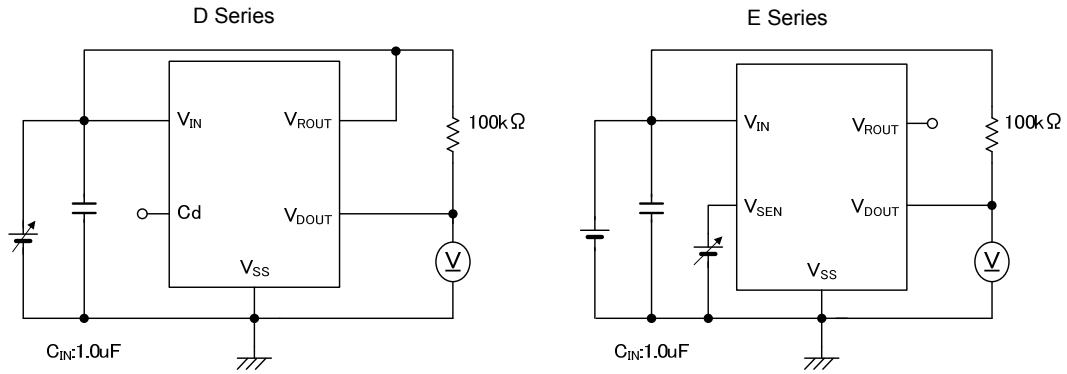 D Series
E Series
VIN
VROUT
100kΩ
Cd
VDOUT
V
VSS
CIN:1.0uF
VIN
VROUT
100kΩ
VSEN
VDOUT
V
VSS
CIN:1.0uF